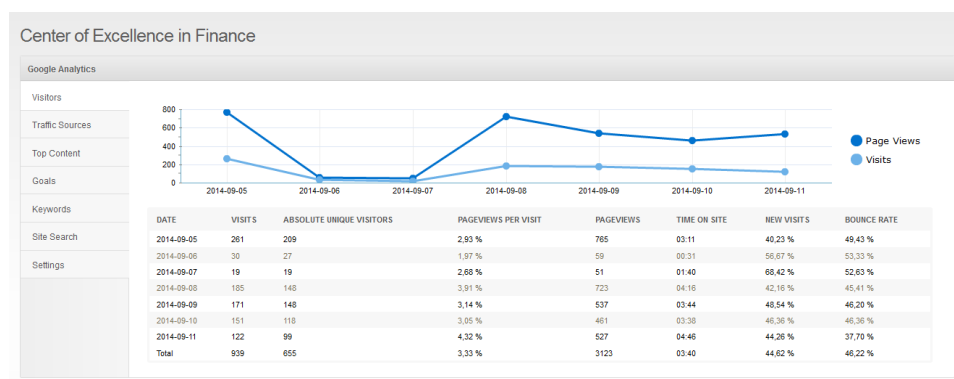 Center of Excellence in Finance
Google Analytics
Visitors
Traffic Sources
Top Content
Goals
Keywords
Site Search
Settings
800
600
400
200
0
2014-09-05 2014-09-06 2014-09-07 2014-09-08 2014-09-09 2014-09-10 2014-09-11
Page Views
Visits
DATE VISITS ABSOLUTE UNIQUE VISITORS PAGEVIEWS PER VISIT PAGEVIEWS TIME ON SITE NEW VISITS BOUNCE RATE
2014-09-05 261 209 2,93 % 765 03:11 40,23 % 49,43 %
2014-09-06 30 27 1,97 % 59 00:31 56,67 % 53,33 %
2014-09-07 19 19 2,68 % 51 01:40 68,42 % 52,63 %
2014-09-08 185 148 3,91 % 723 04:16 42,16 % 45,41 %
2014-09-09 171 148 3,14 % 537 03:44 48,54 % 46,20 %
2014-09-10 151 118 3,05 % 461 03:38 46,36 % 46,36 %
2014-09-11 122 99 4,32 % 527 04:46 44,26 % 37,70 %
Total 939 655 3,33 % 3123 03:40 44,62 % 46,22 %